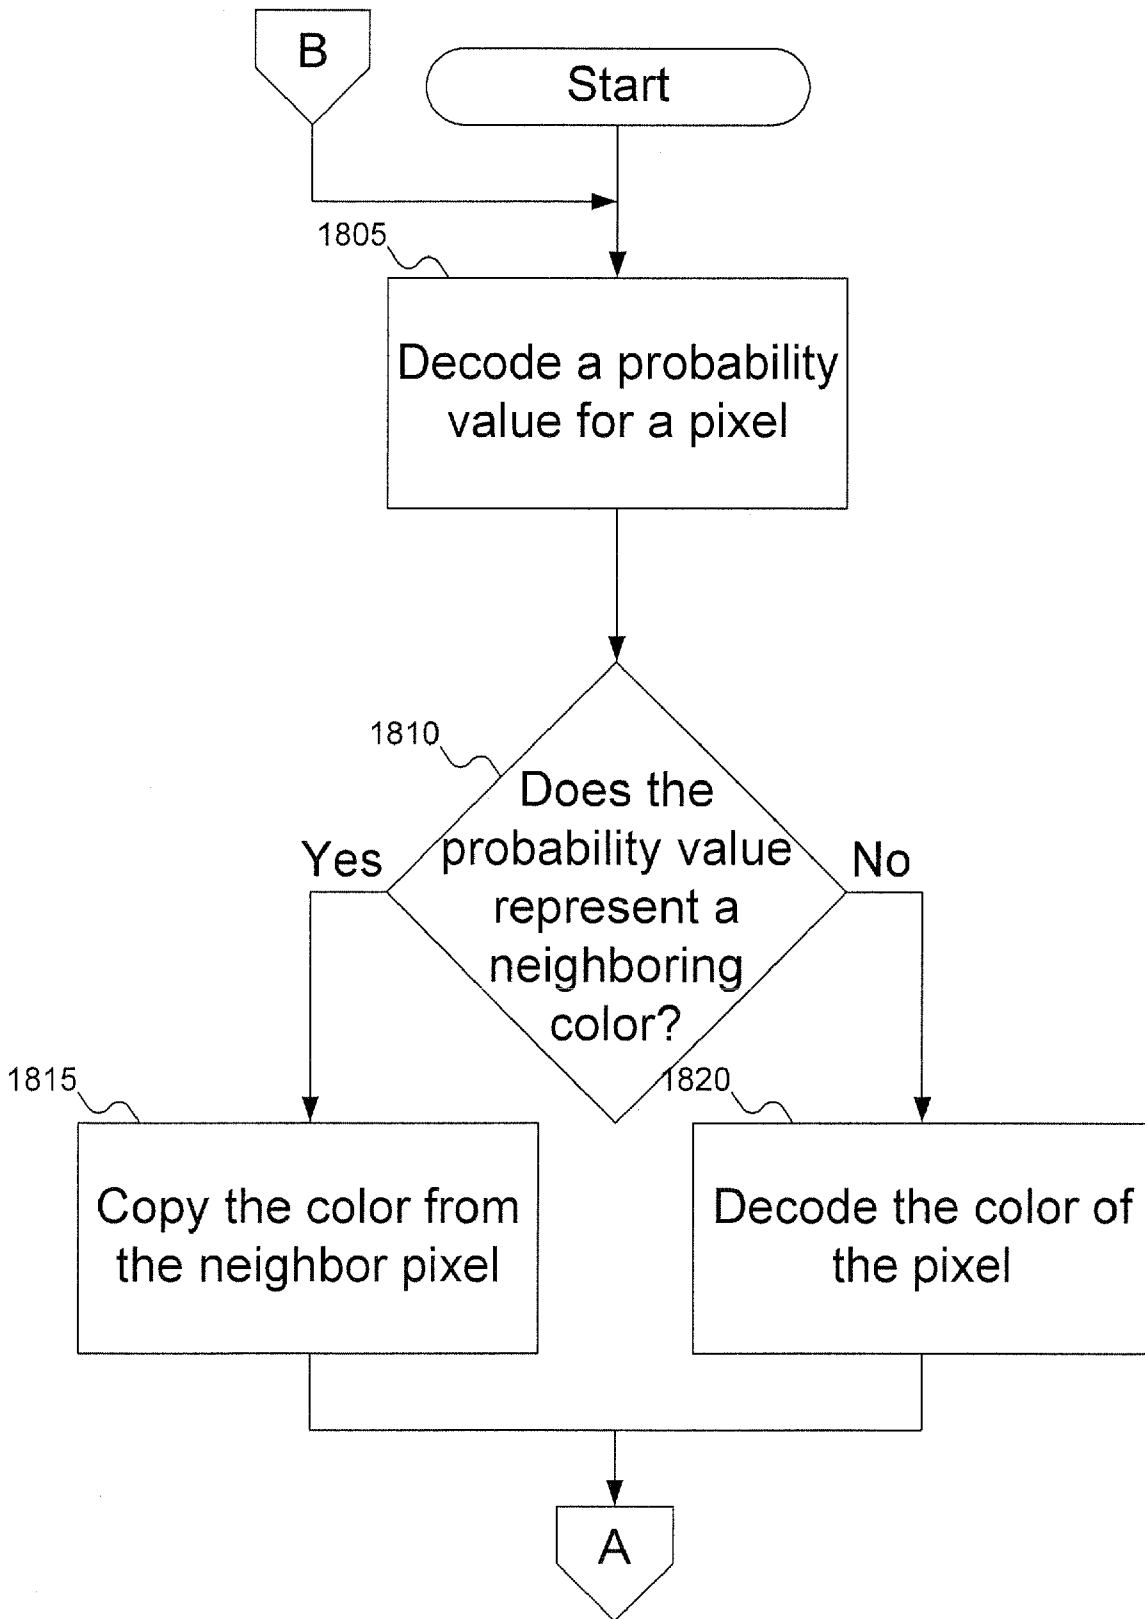 B
Start
1805
Decode a probability
value for a pixel
1810
Does the
probability value
represent a
neighboring
color?
Yes
No
1815
Copy the color from
the neighbor pixel
1820
Decode the color of
the pixel
A